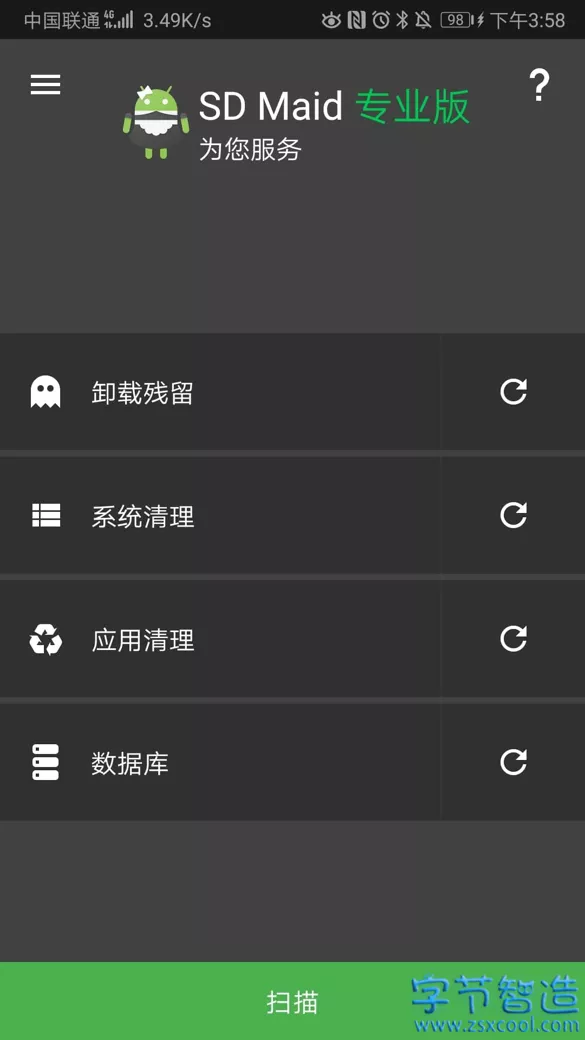 中国联通 4G 3.49K/s 98 下午3:58
SD Maid 专业版
?
为您服务
卸载残留
系统清理
应用清理
数据库
扫描
字节智造
www.zsxcool.com